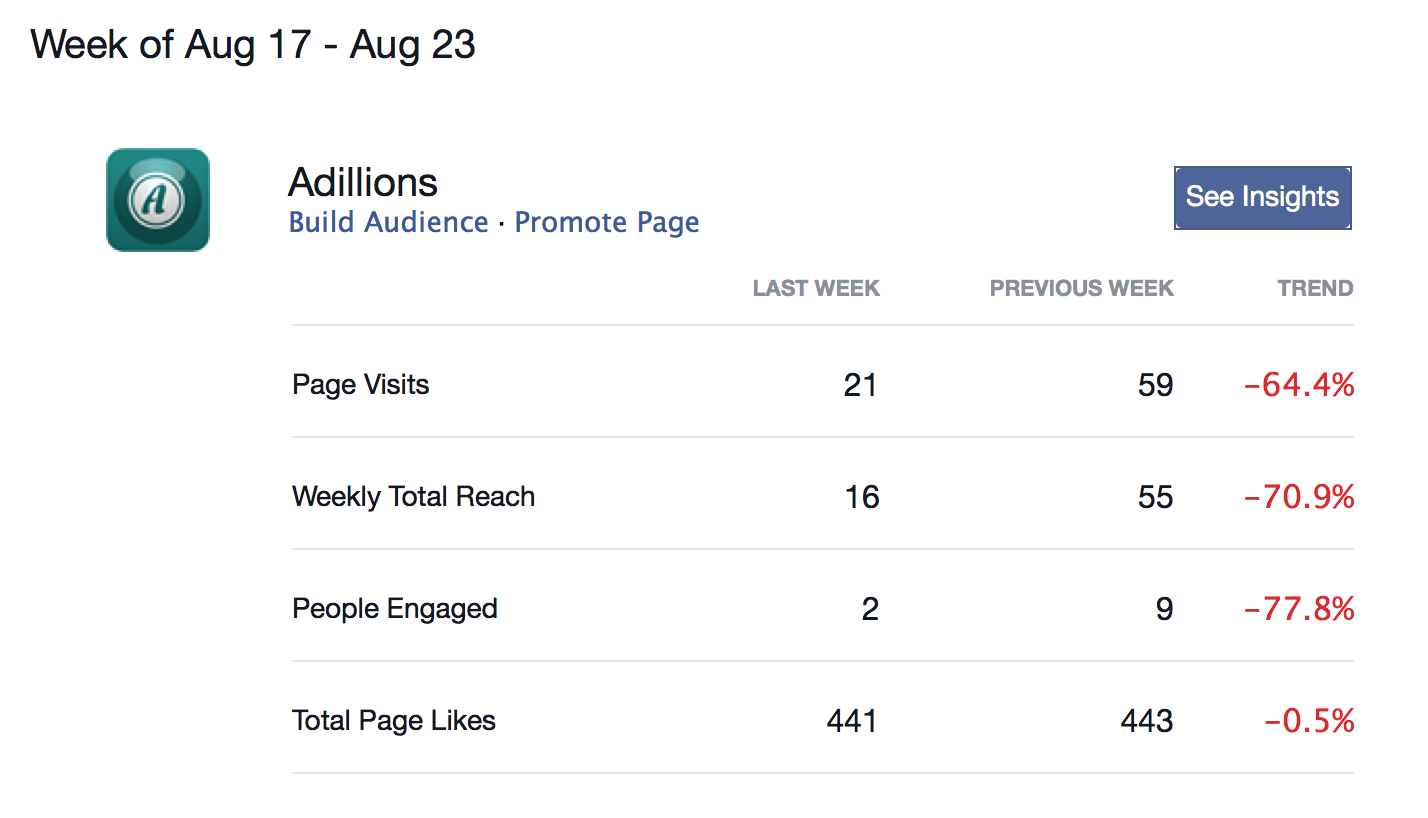 Week of Aug 17 - Aug 23
A
Adillions
See Insights
Build Audience · Promote Page
LAST WEEK PREVIOUS WEEK TREND
Page Visits 21 59 −64.4%
Weekly Total Reach 16 55 −70.9%
People Engaged 2 9 −77.8%
Total Page Likes 441 443 −0.5%